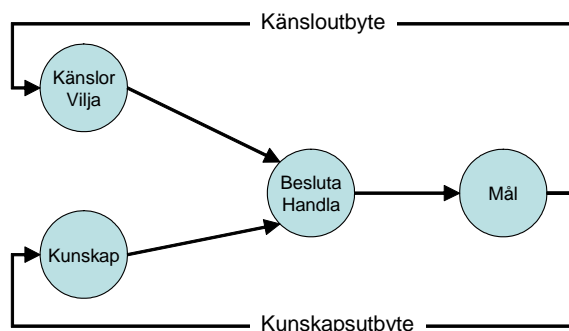 Känsloutbyte
Känslor
Vilja
Besluta
Handla
Mål
Kunskap
Kunskapsutbyte